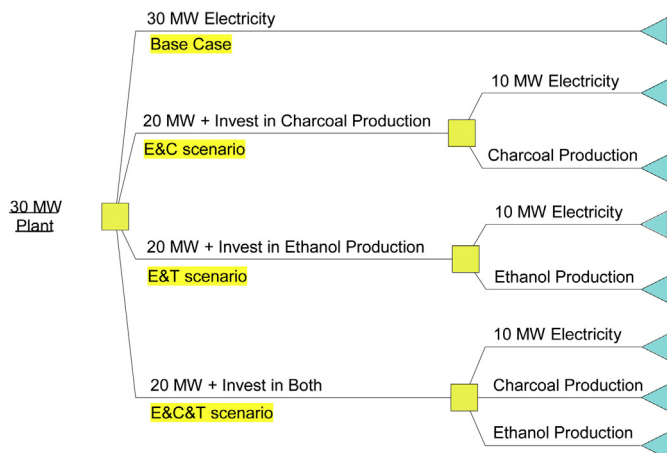 30 MW Electricity
Base Case
10 MW Electricity
20 MW + Invest in Charcoal Production
E&C scenario
Charcoal Production
30 MW
Plant
10 MW Electricity
20 MW + Invest in Ethanol Production
E&T scenario
Ethanol Production
10 MW Electricity
20 MW + Invest in Both
Charcoal Production
E&C&T scenario
Ethanol Production